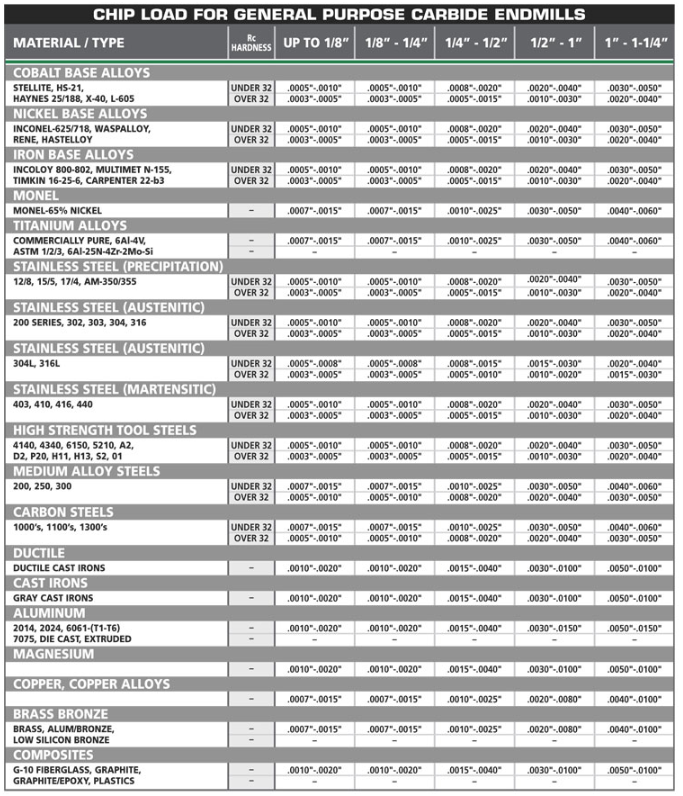 CHIP LOAD FOR GENERAL PURPOSE CARBIDE ENDMILLS
MATERIAL / TYPE Rc HARDNESS UP TO 1/8" 1/8" - 1/4" 1/4" - 1/2" 1/2" - 1" 1" - 1-1/4"
COBALT BASE ALLOYS
STELLITE, HS-21, UNDER 32 .0005"-.0010" .0005"-.0010" .0008"-.0020" .0020"-.0040" .0030"-.0050"
HAYNES 25/188, X-40, L-605 OVER 32 .0003"-.0005" .0003"-.0005" .0005"-.0015" .0010"-.0030" .0020"-.0040"
NICKEL BASE ALLOYS
INCONEL-625/718, WASPALLOY, UNDER 32 .0005"-.0010" .0005"-.0010" .0008"-.0020" .0020"-.0040" .0030"-.0050"
RENE, HASTELLOY OVER 32 .0003"-.0005" .0003"-.0005" .0005"-.0015" .0010"-.0030" .0020"-.0040"
IRON BASE ALLOYS
INCOLOY 800-802, MULTIMET N-155, UNDER 32 .0005"-.0010" .0005"-.0010" .0008"-.0020" .0020"-.0040" .0030"-.0050"
TIMKIN 16-25-6, CARPENTER 22-b3 OVER 32 .0003"-.0005" .0003"-.0005" .0005"-.0015" .0010"-.0030" .0020"-.0040"
MONEL
MONEL-65% NICKEL – .0007"-.0015" .0007"-.0015" .0010"-.0025" .0030"-.0050" .0040"-.0060"
TITANIUM ALLOYS
COMMERCIALLY PURE, 6Al-4V, – .0007"-.0015" .0007"-.0015" .0010"-.0025" .0030"-.0050" .0040"-.0060"
ASTM 1/2/3, 6Al-25N-4Zr-2Mo-Si – – – – – –
STAINLESS STEEL (PRECIPITATION)
12/8, 15/5, 17/4, AM-350/355 UNDER 32 .0005"-.0010" .0005"-.0010" .0008"-.0020" .0020"-.0040" .0030"-.0050"
OVER 32 .0003"-.0005" .0003"-.0005" .0005"-.0015" .0010"-.0030" .0020"-.0040"
STAINLESS STEEL (AUSTENITIC)
200 SERIES, 302, 303, 304, 316 UNDER 32 .0005"-.0010" .0005"-.0010" .0008"-.0020" .0020"-.0040" .0030"-.0050"
OVER 32 .0003"-.0005" .0003"-.0005" .0005"-.0015" .0010"-.0030" .0020"-.0040"
STAINLESS STEEL (AUSTENITIC)
304L, 316L UNDER 32 .0005"-.0008" .0005"-.0008" .0008"-.0015" .0015"-.0030" .0020"-.0040"
OVER 32 .0003"-.0005" .0003"-.0005" .0005"-.0010" .0010"-.0020" .0015"-.0030"
STAINLESS STEEL (MARTENSITIC)
403, 410, 416, 440 UNDER 32 .0005"-.0010" .0005"-.0010" .0008"-.0020" .0020"-.0040" .0030"-.0050"
OVER 32 .0003"-.0005" .0003"-.0005" .0005"-.0015" .0010"-.0030" .0020"-.0040"
HIGH STRENGTH TOOL STEELS
4140, 4340, 6150, 5210, A2, UNDER 32 .0005"-.0010" .0005"-.0010" .0008"-.0020" .0020"-.0040" .0030"-.0050"
D2, P20, H11, H13, S2, 01 OVER 32 .0003"-.0005" .0003"-.0005" .0005"-.0015" .0010"-.0030" .0020"-.0040"
MEDIUM ALLOY STEELS
200, 250, 300 UNDER 32 .0007"-.0015" .0007"-.0015" .0010"-.0025" .0030"-.0050" .0040"-.0060"
OVER 32 .0005"-.0010" .0005"-.0010" .0008"-.0020" .0020"-.0040" .0030"-.0050"
CARBON STEELS
1000's, 1100's, 1300's UNDER 32 .0007"-.0015" .0007"-.0015" .0010"-.0025" .0030"-.0050" .0040"-.0060"
OVER 32 .0005"-.0010" .0005"-.0010" .0008"-.0020" .0020"-.0040" .0030"-.0050"
DUCTILE
DUCTILE CAST IRONS – .0010"-.0020" .0010"-.0020" .0015"-.0040" .0030"-.0100" .0050"-.0100"
CAST IRONS
GRAY CAST IRONS – .0010"-.0020" .0010"-.0020" .0015"-.0040" .0030"-.0100" .0050"-.0100"
ALUMINUM
2014, 2024, 6061-(T1-T6) – .0010"-.0020" .0010"-.0020" .0015"-.0040" .0030"-.0150" .0050"-.0150"
7075, DIE CAST, EXTRUDED – – – – – –
MAGNESIUM
– .0010"-.0020" .0010"-.0020" .0015"-.0040" .0030"-.0100" .0050"-.0100"
COPPER, COPPER ALLOYS
– .0007"-.0015" .0007"-.0015" .0010"-.0025" .0020"-.0080" .0040"-.0100"
BRASS BRONZE
BRASS, ALUM/BRONZE, – .0007"-.0015" .0007"-.0015" .0010"-.0025" .0020"-.0080" .0040"-.0100"
LOW SILICON BRONZE – – – – – –
COMPOSITES
G-10 FIBERGLASS, GRAPHITE, – .0010"-.0020" .0010"-.0020" .0015"-.0040" .0030"-.0100" .0050"-.0100"
GRAPHITE/EPOXY, PLASTICS – – – – – –